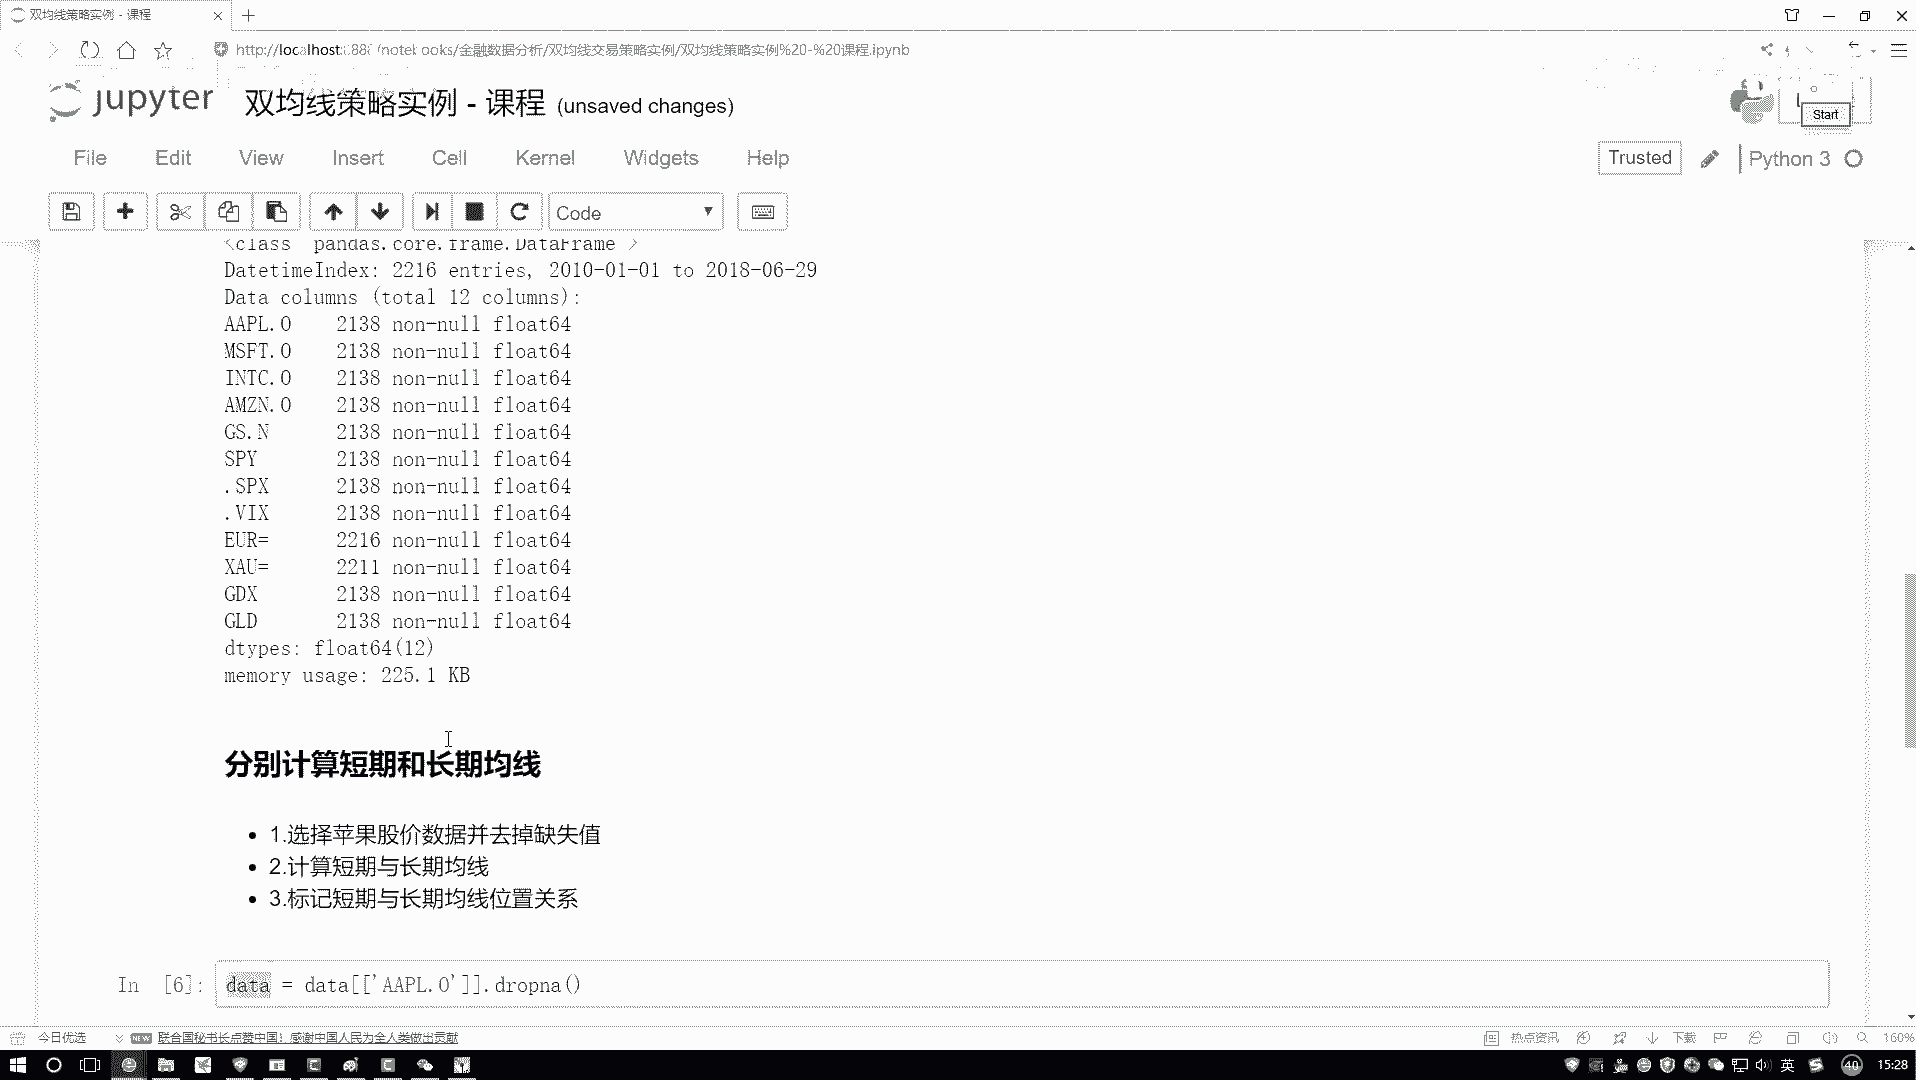 双均线策略实例 - 课程
http://localhost:888 /notebooks/金融数据分析/双均线交易策略实例/双均线策略实例%20-%20课程.ipynb
jupyter 双均线策略实例 - 课程 (unsaved changes)
Start
File Edit View Insert Cell Kernel Widgets Help
Trusted Python 3
Code
<class 'pandas.core.frame.DataFrame'>
DatetimeIndex: 2216 entries, 2010-01-01 to 2018-06-29
Data columns (total 12 columns):
AAPL.O 2138 non-null float64
MSFT.O 2138 non-null float64
INTC.O 2138 non-null float64
AMZN.O 2138 non-null float64
GS.N 2138 non-null float64
SPY 2138 non-null float64
.SPX 2138 non-null float64
.VIX 2138 non-null float64
EUR= 2216 non-null float64
XAU= 2211 non-null float64
GDX 2138 non-null float64
GLD 2138 non-null float64
dtypes: float64(12)
memory usage: 225.1 KB
分别计算短期和长期均线
• 1.选择苹果股价数据并去掉缺失值
• 2.计算短期与长期均线
• 3.标记短期与长期均线位置关系
In [6]: data = data[['AAPL.O']].dropna()
今日优选 NEW 联合国秘书长点赞中国！感谢中国人民为全人类做出贡献 热点资讯 下载 160%
英 40 15:28